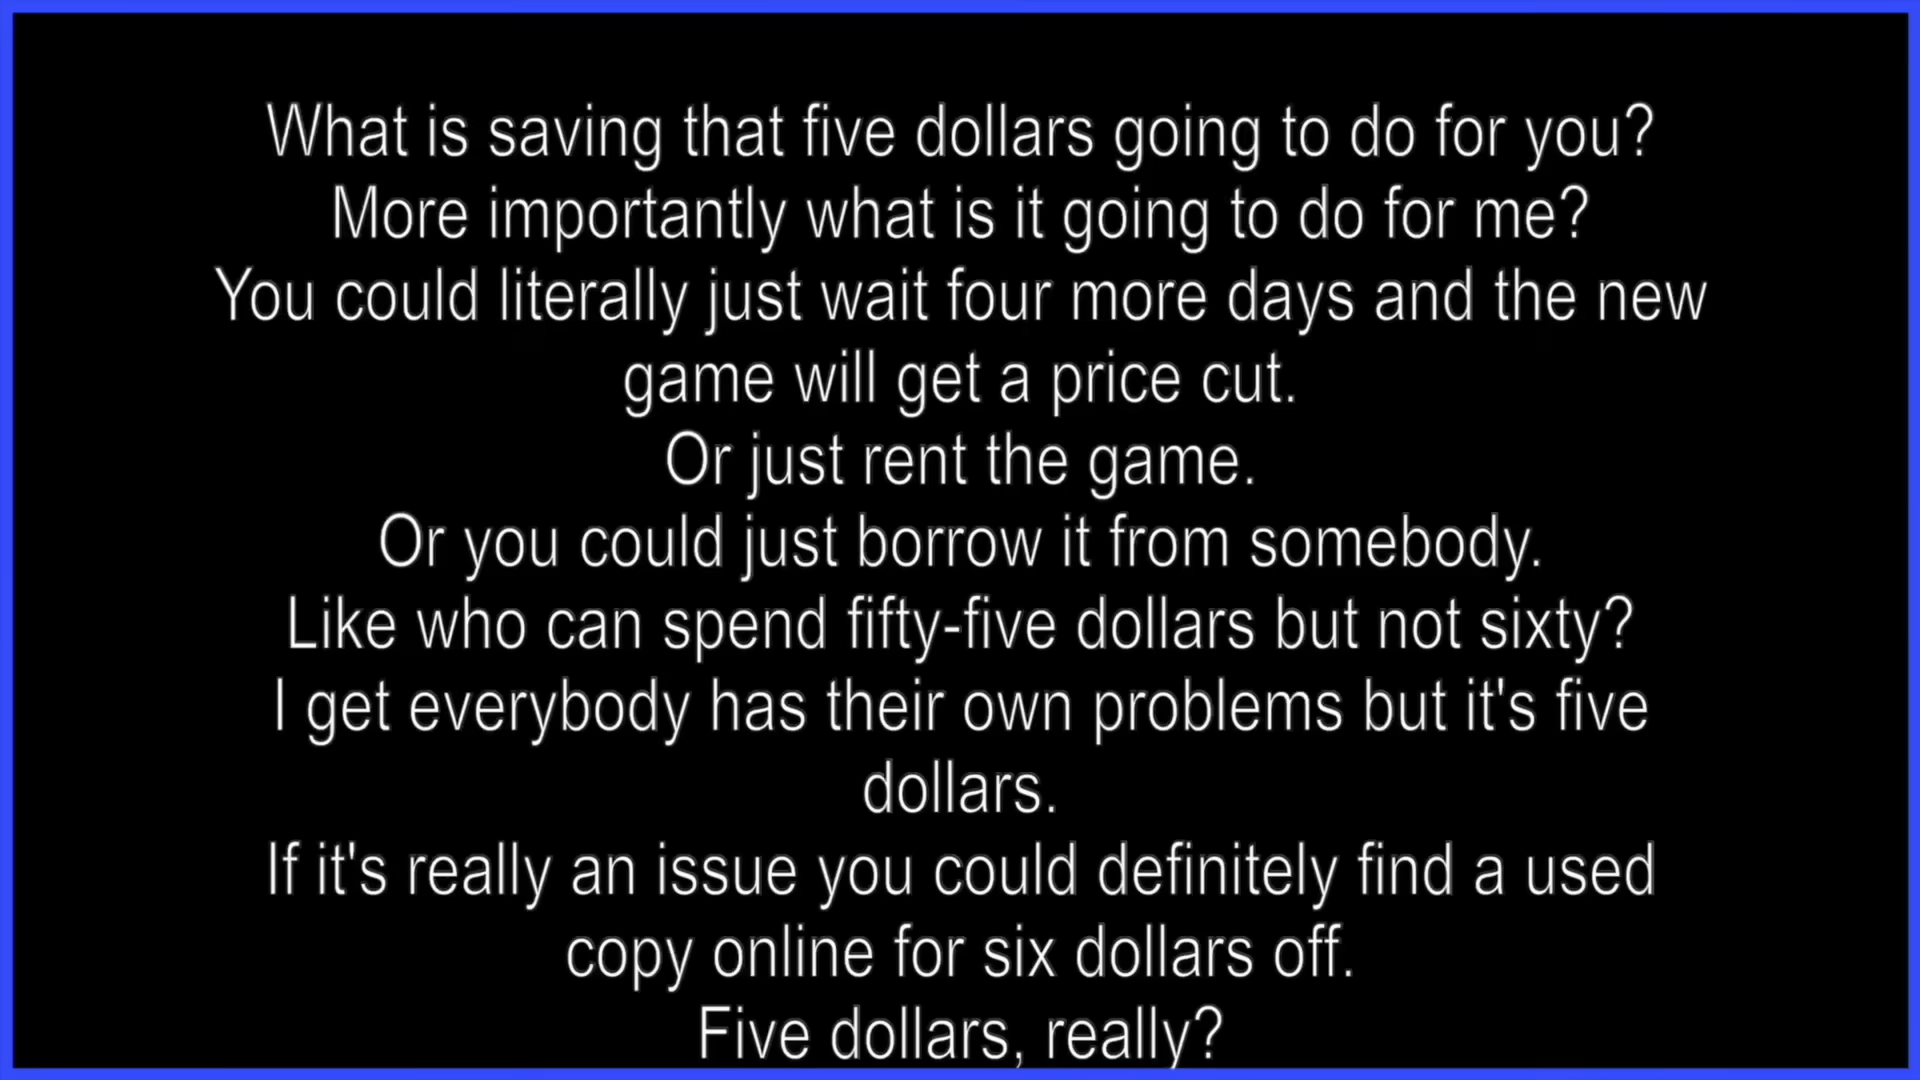 What is saving that five dollars going to do for you?
More importantly what is it going to do for me?
You could literally just wait four more days and the new
game will get a price cut.
Or just rent the game.
Or you could just borrow it from somebody.
Like who can spend fifty-five dollars but not sixty?
I get everybody has their own problems but it's five
dollars.
If it's really an issue you could definitely find a used
copy online for six dollars off.
Five dollars, really?